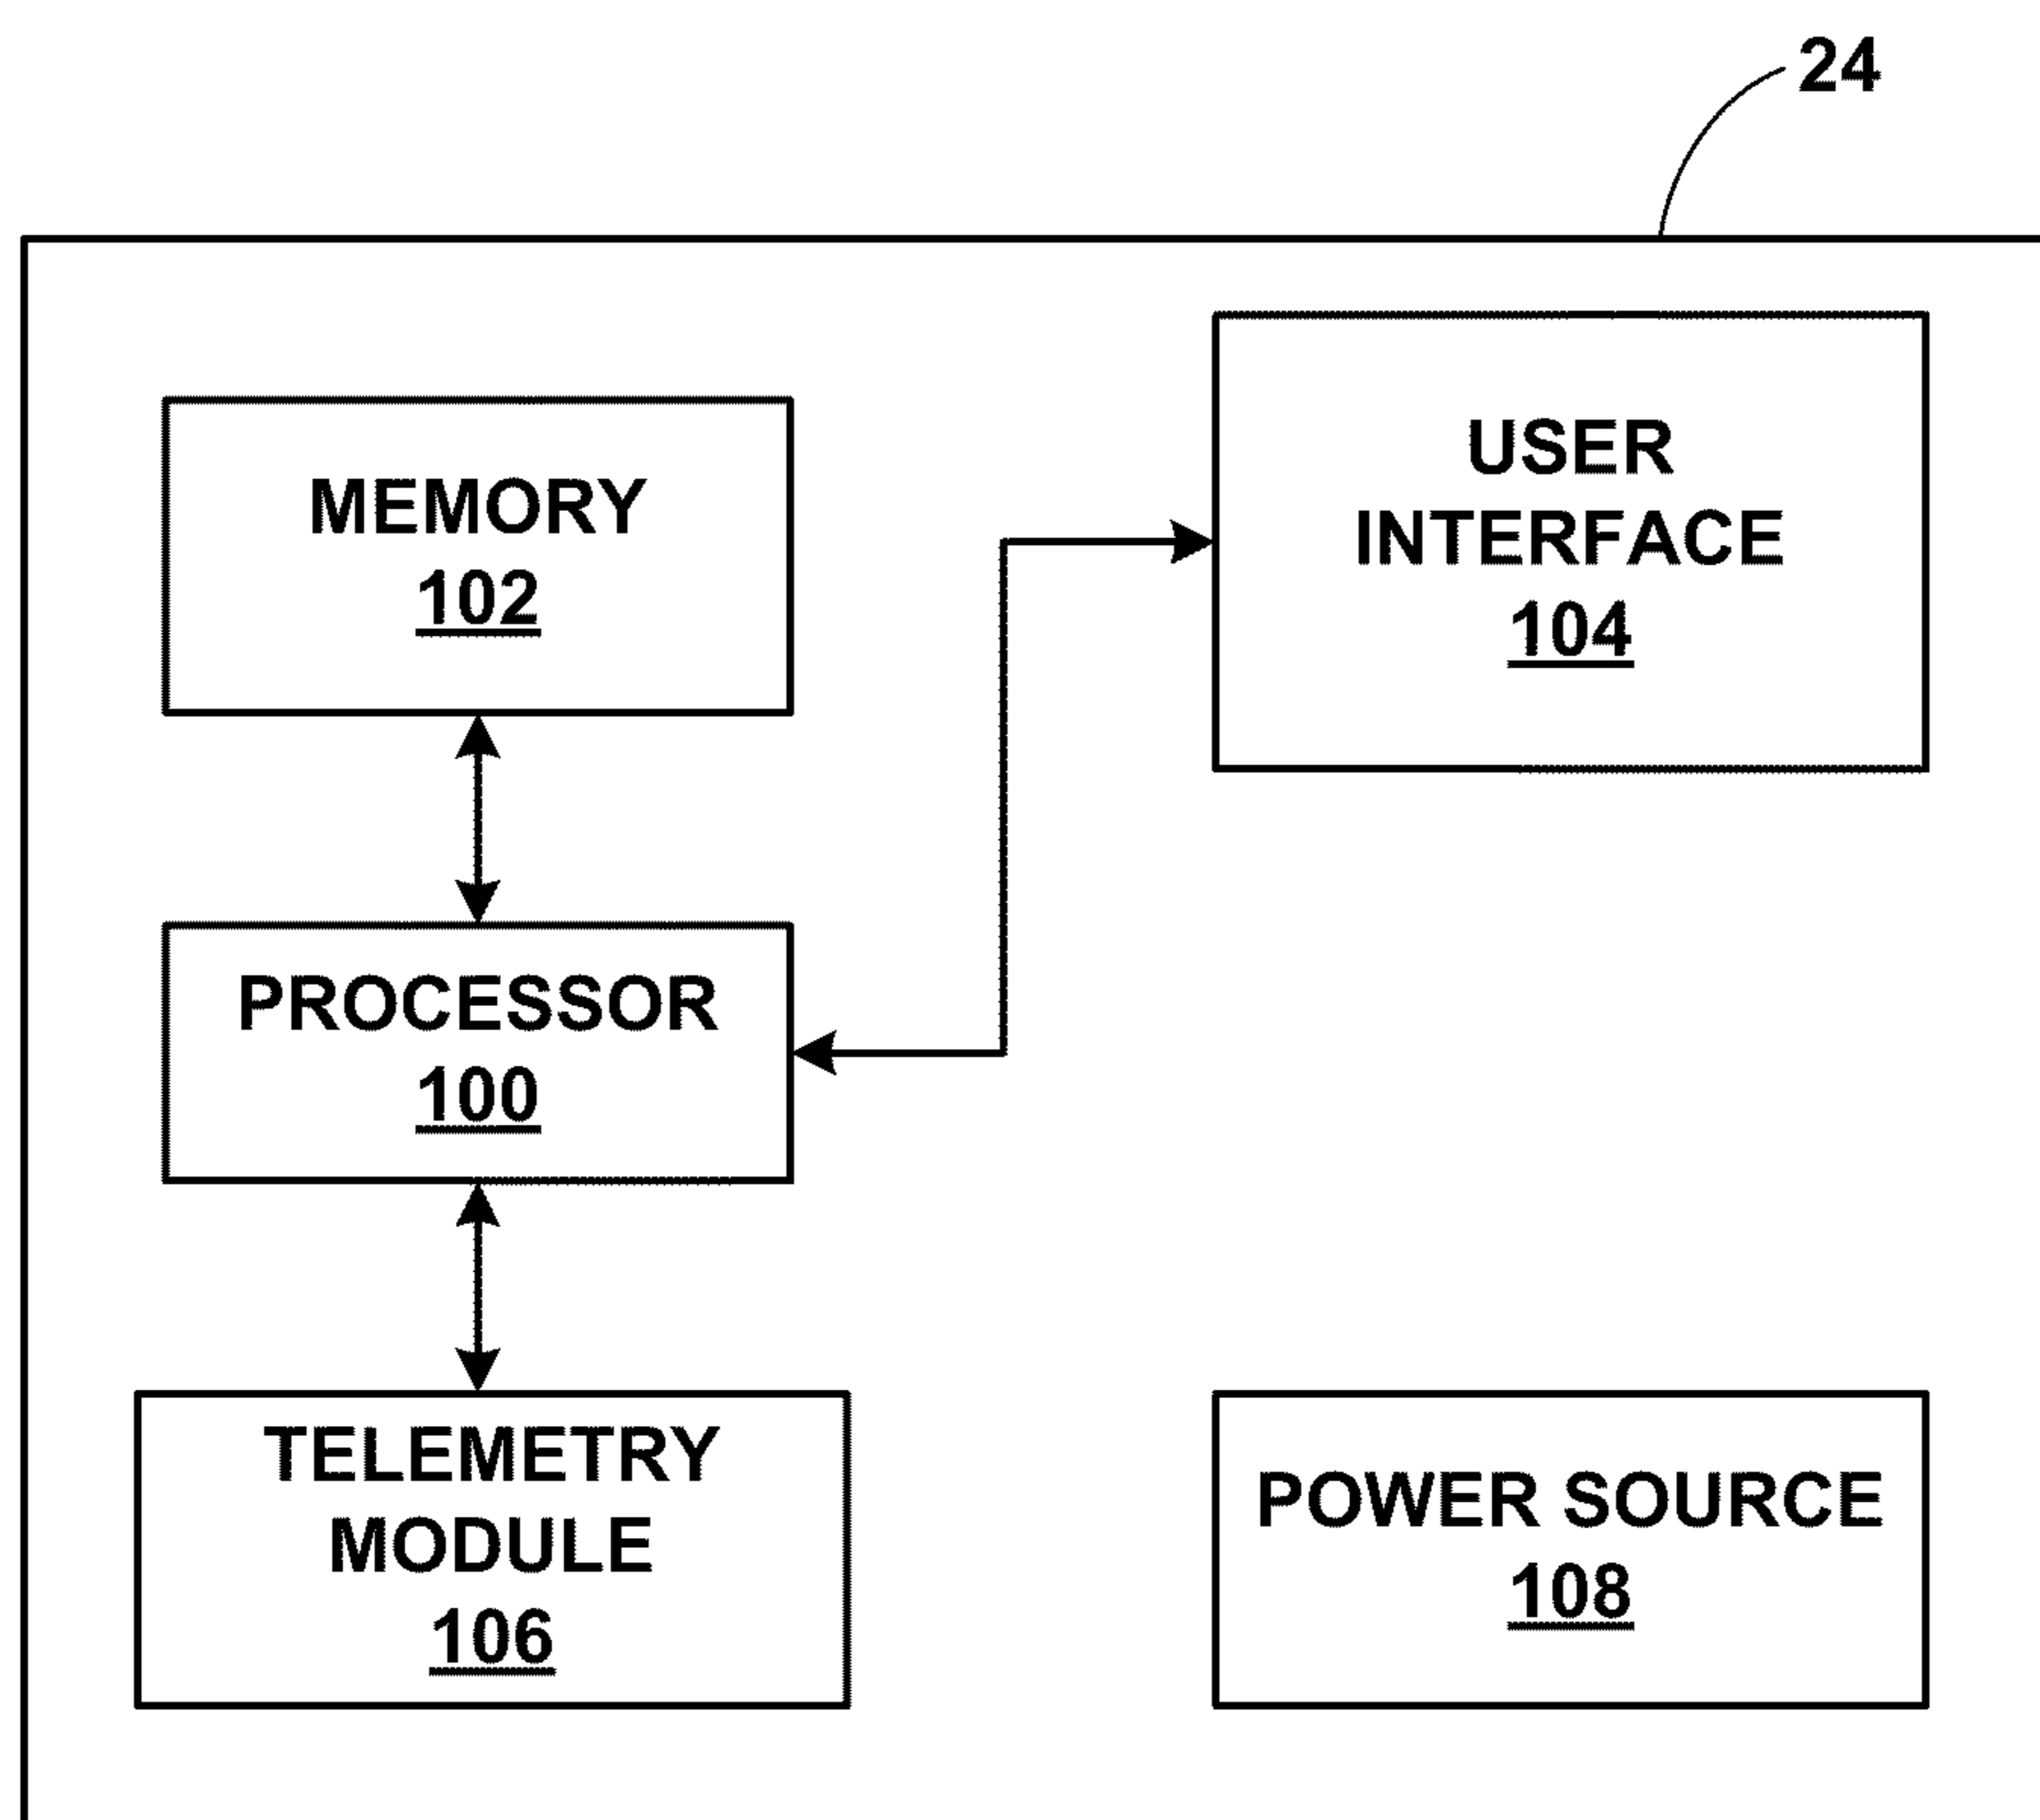 24
MEMORY
102
USER
INTERFACE
104
PROCESSOR
100
TELEMETRY
MODULE
106
POWER SOURCE
108